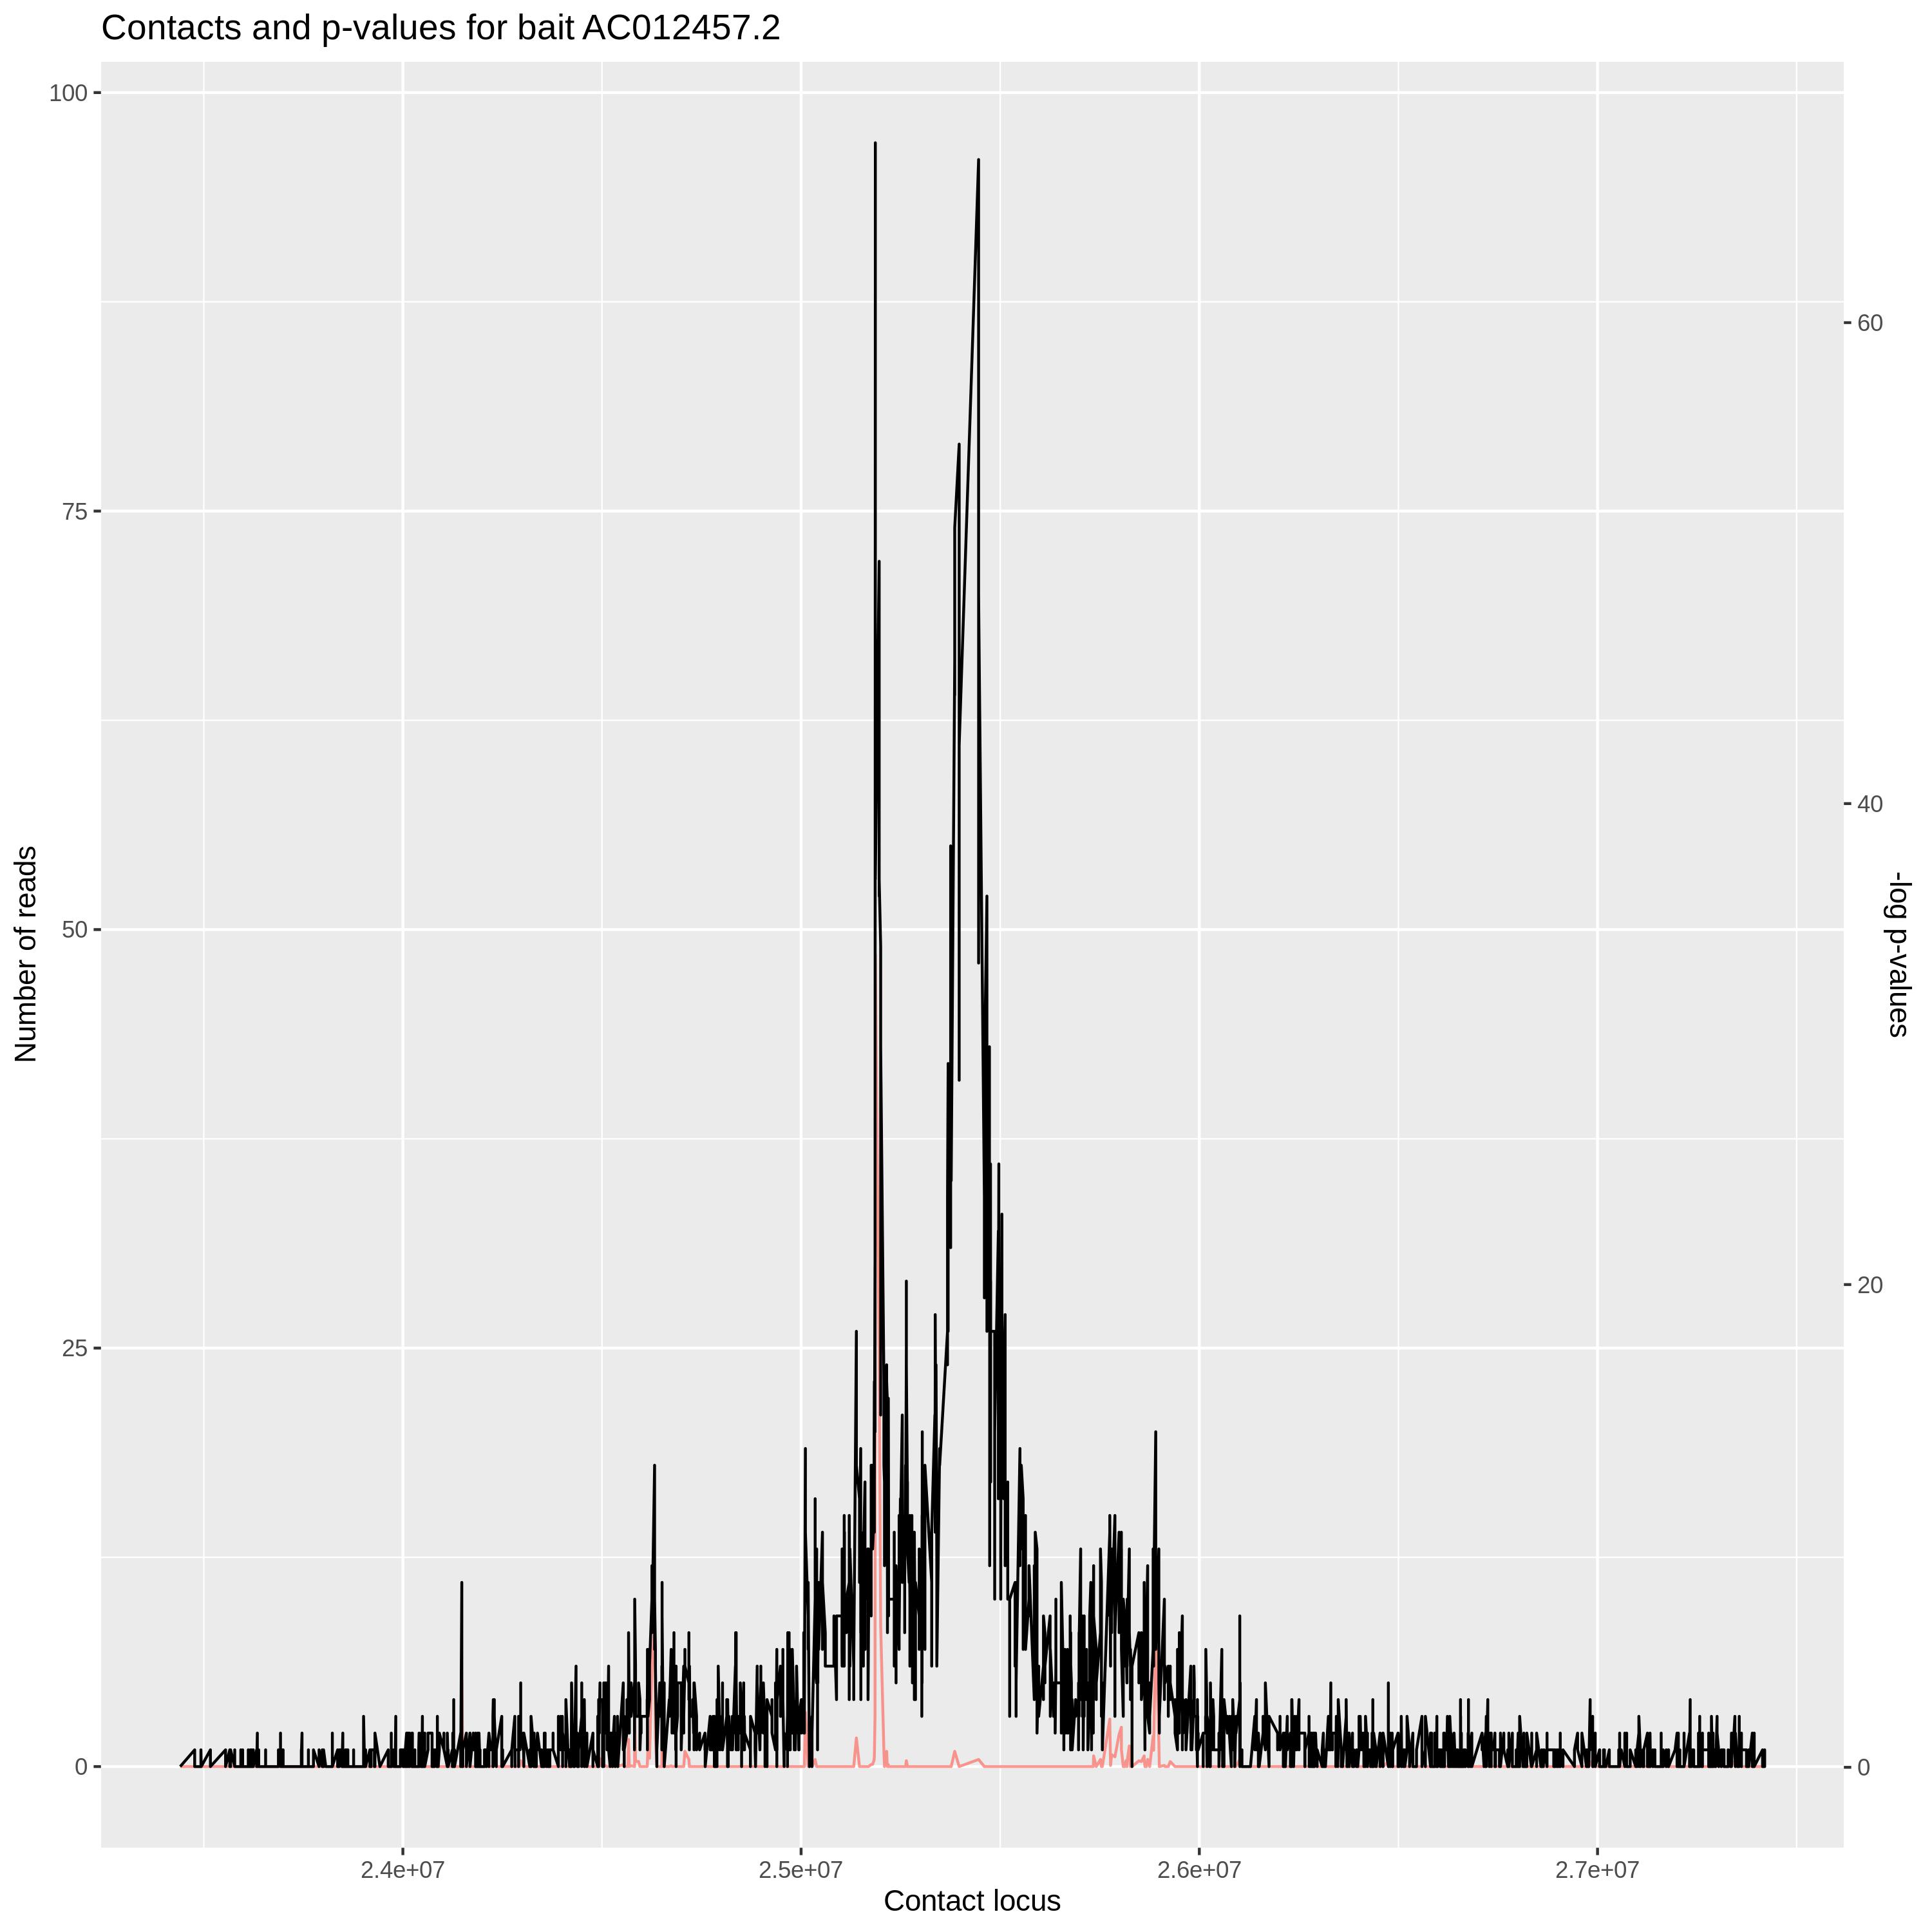 Contacts and p-values for bait AC012457.2
100
75
50
25
0
Number of reads
60
40
20
0
-log p-values
2.4e+07
2.5e+07
2.6e+07
2.7e+07
Contact locus